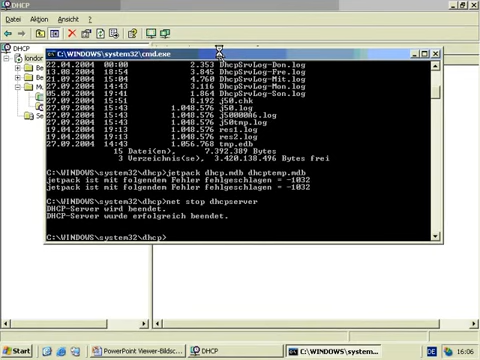 DHCP
Datei Aktion Ansicht ?
DHCP
london
C:\WINDOWS\system32\cmd.exe
22.04.2004 00:00 2.353 DhcpSrvLog-Don.log
13.08.2004 18:54 3.845 DhcpSrvLog-Fre.log
21.09.2004 15:04 4.760 DhcpSrvLog-Mit.log
27.09.2004 14:43 3.116 DhcpSrvLog-Mon.log
05.09.2004 19:41 1.864 DhcpSrvLog-Son.log
27.09.2004 15:51 8.192 j50.chk
27.09.2004 15:43 1.048.576 j50.log
27.09.2004 15:43 1.048.576 j50000A6.log
27.09.2004 15:43 1.048.576 j50tmp.log
19.04.2004 19:13 1.048.576 res1.log
19.04.2004 19:13 1.048.576 res2.log
27.09.2004 14:43 1.056.768 tmp.edb
15 Datei(en), 7.392.389 Bytes
3 Verzeichnis(se), 3.420.138.496 Bytes frei
C:\WINDOWS\system32\dhcp>jetpack dhcp.mdb dhcptemp.mdb
jetpack ist mit folgendem Fehler fehlgeschlagen = -1032
jetpack ist mit folgendem Fehler fehlgeschlagen = -1032
C:\WINDOWS\system32\dhcp>net stop dhcpserver
DHCP-Server wird beendet.
DHCP-Server wurde erfolgreich beendet.
C:\WINDOWS\system32\dhcp>
Start
PowerPoint Viewer-Bildsc...
DHCP
C:\WINDOWS\system...
DE
16:06